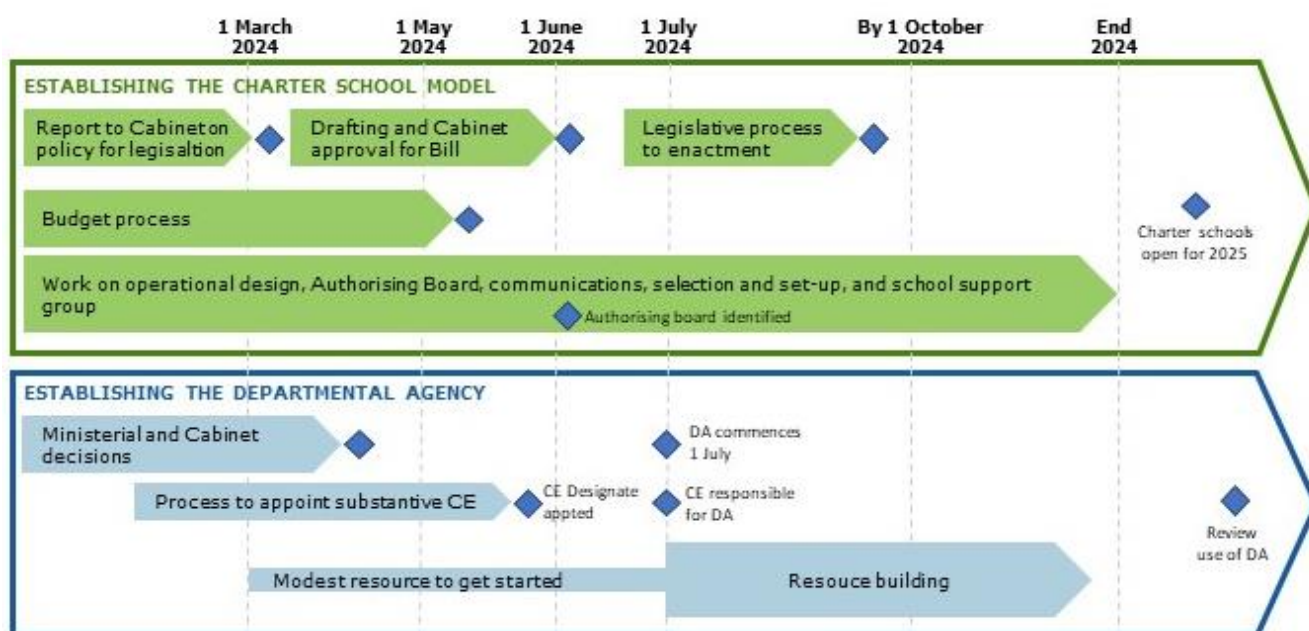 1 March
2024
1 May
2024
1 June
2024
1 July
2024
By 1 October
2024
End
2024
ESTABLISHING THE CHARTER SCHOOL MODEL
Report to Cabinet on
policy for legisaltion
Drafting and Cabinet
approval for Bill
Legislative process
to enactment
Budget process
Charter schools
open for 2025
Work on operational design, Authorising Board, communications, selection and set-up, and school support
group
Authorising board identified
ESTABLISHING THE DEPARTMENTAL AGENCY
Ministerial and Cabinet
decisions
DA commences
1 July
Process to appoint substantive CE
CE Designate
appted
CE responsible
for DA
Review
use of DA
Modest resource to get started
Resouce building